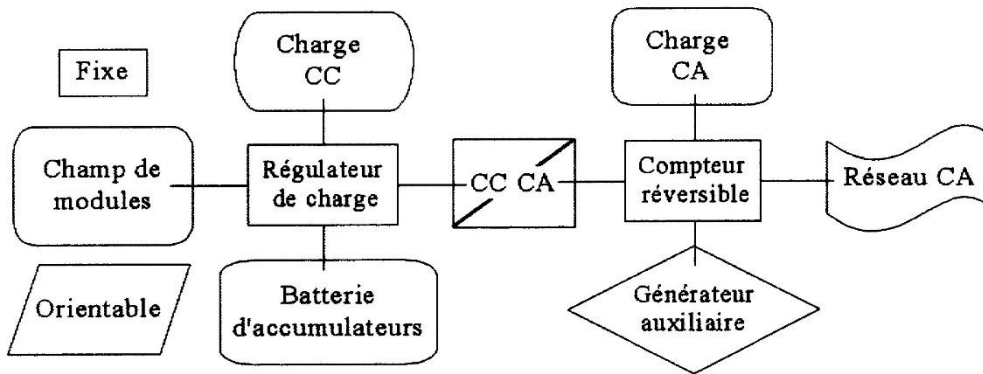 Fixe
Charge
CC
Charge
CA
Champ de
modules
Régulateur
de charge
CC CA
Compteur
réversible
Réseau CA
Orientable
Batterie
d'accumulateurs
Générateur
auxiliaire